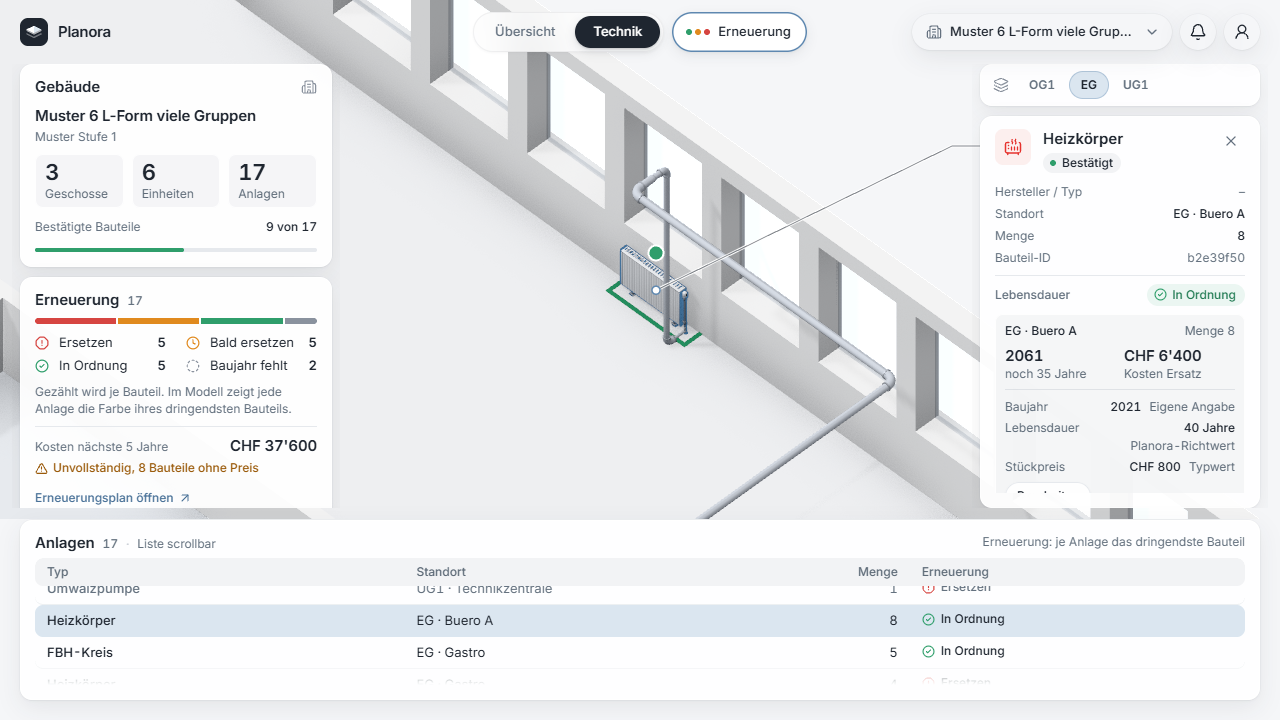 Planora
Übersicht
Technik
Erneuerung
Muster 6 L-Form viele Grup...
Gebäude
Muster 6 L-Form viele Gruppen
Muster Stufe 1
3 6 17
Geschosse Einheiten Anlagen
Bestätigte Bauteile 9 von 17
Erneuerung 17
Ersetzen 5 Bald ersetzen 5
In Ordnung 5 Baujahr fehlt 2
Gezählt wird je Bauteil. Im Modell zeigt jede
Anlage die Farbe ihres dringendsten Bauteils.
Kosten nächste 5 Jahre CHF 37'600
Unvollständig, 8 Bauteile ohne Preis
Erneuerungsplan öffnen
OG1 EG UG1
Heizkörper
Bestätigt
Hersteller / Typ –
Standort EG · Buero A
Menge 8
Bauteil-ID b2e39f50
Lebensdauer In Ordnung
EG · Buero A Menge 8
2061 CHF 6'400
noch 35 Jahre Kosten Ersatz
Baujahr 2021 Eigene Angabe
Lebensdauer 40 Jahre
Planora-Richtwert
Stückpreis CHF 800 Typwert
Anlagen 17 · Liste scrollbar
Erneuerung: je Anlage das dringendste Bauteil
Typ Standort Menge Erneuerung
Umwälzpumpe UG1 · Technikzentrale 1 Ersetzen
Heizkörper EG · Buero A 8 In Ordnung
FBH-Kreis EG · Gastro 5 In Ordnung
Heizkörper EG · Gastro 4 Ersetzen